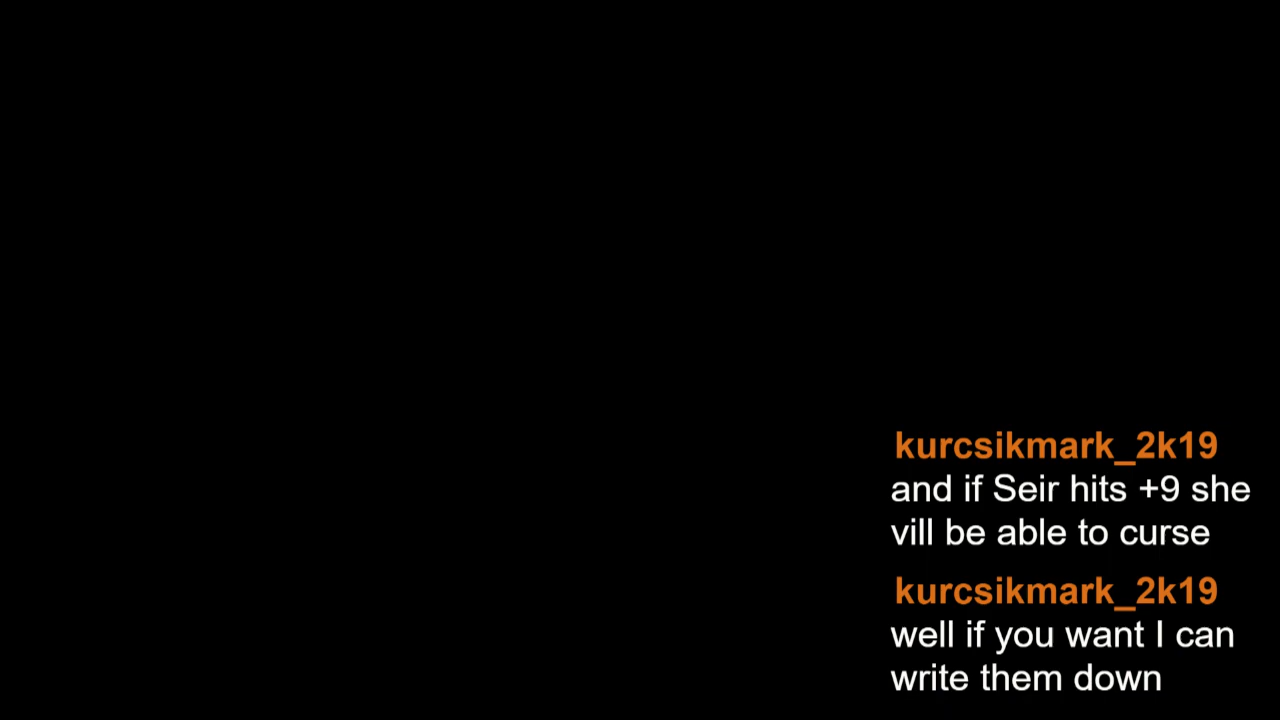 kurcsikmark_2k19
and if Seir hits +9 she
vill be able to curse
kurcsikmark_2k19
well if you want I can
write them down